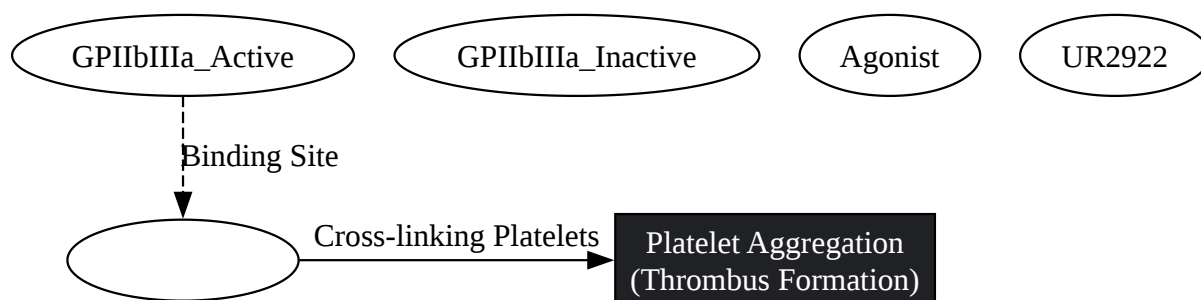 GPIIbIIIa_Active
GPIIbIIIa_Inactive
Agonist
UR2922
Binding Site
Cross-linking Platelets
Platelet Aggregation
(Thrombus Formation)